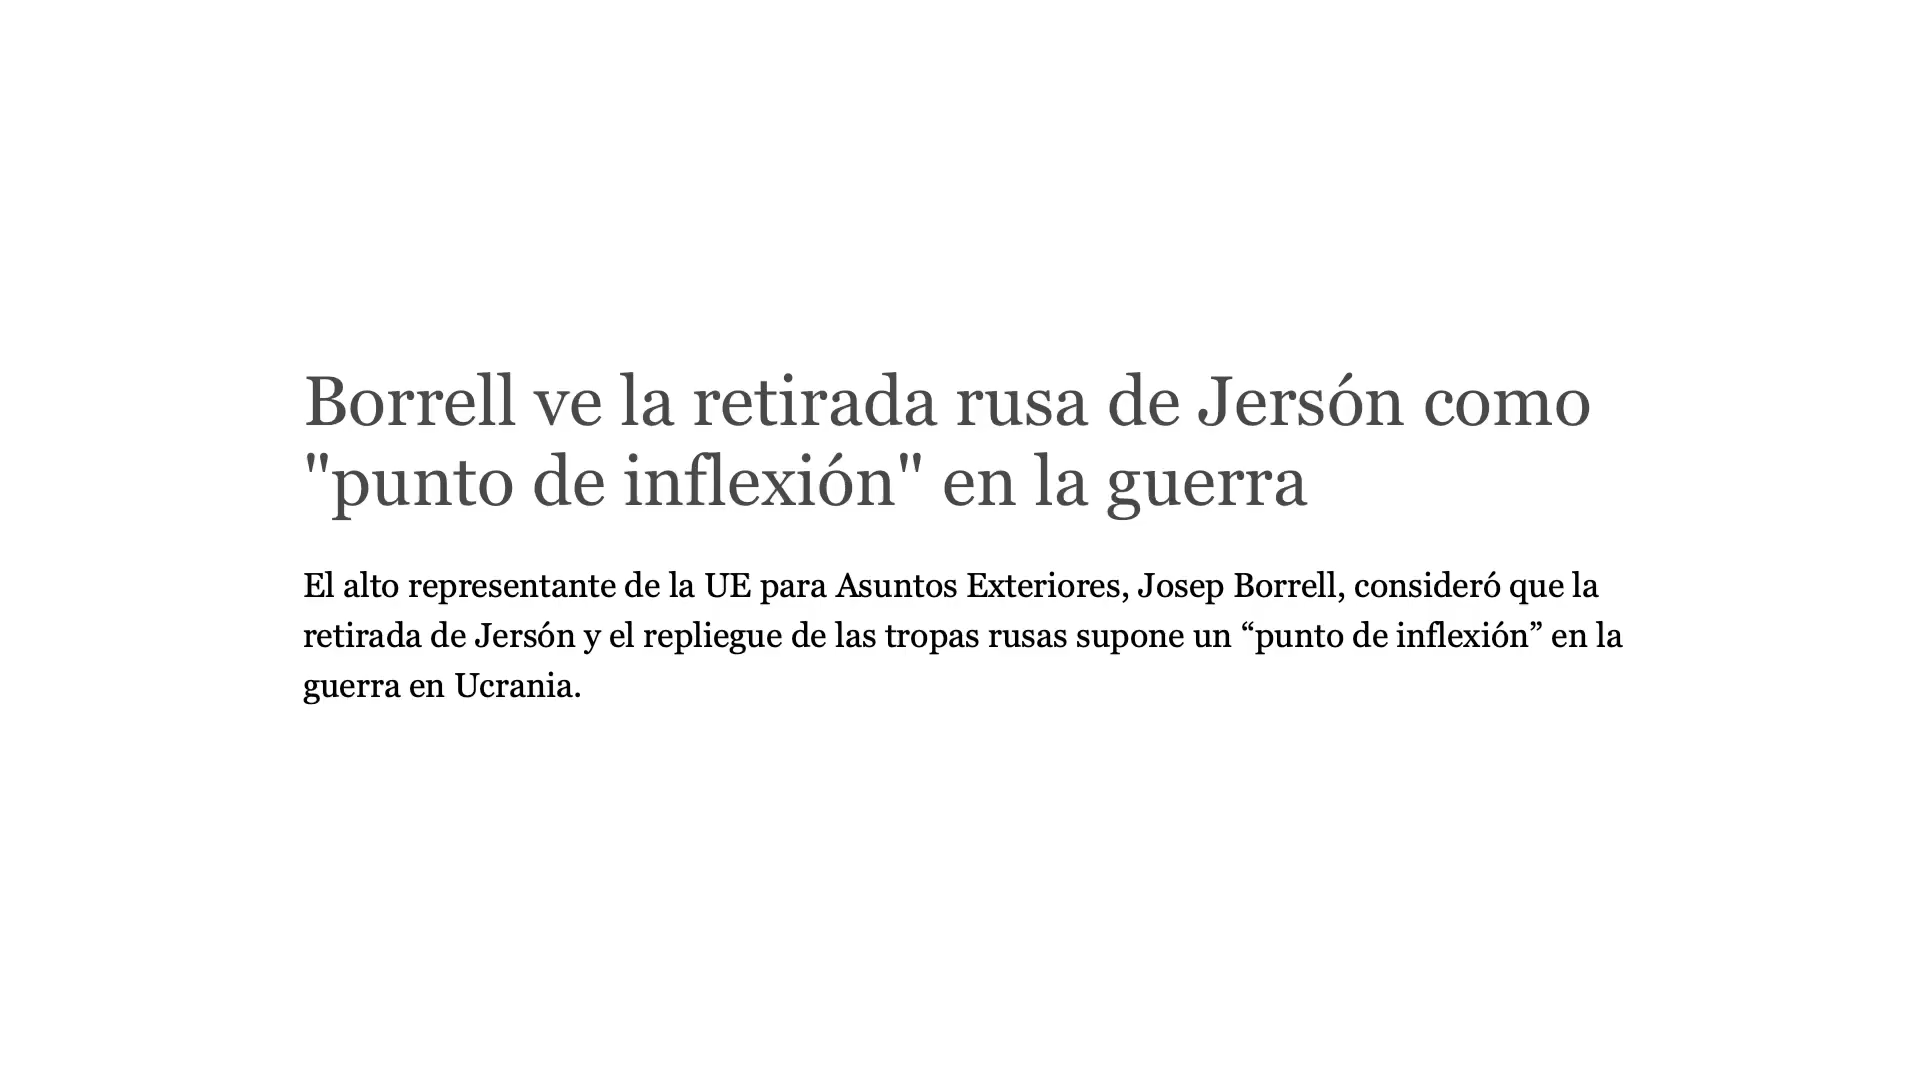 Borrell ve la retirada rusa de Jersón como
"punto de inflexión" en la guerra
El alto representante de la UE para Asuntos Exteriores, Josep Borrell, consideró que la
retirada de Jersón y el repliegue de las tropas rusas supone un “punto de inflexión” en la
guerra en Ucrania.